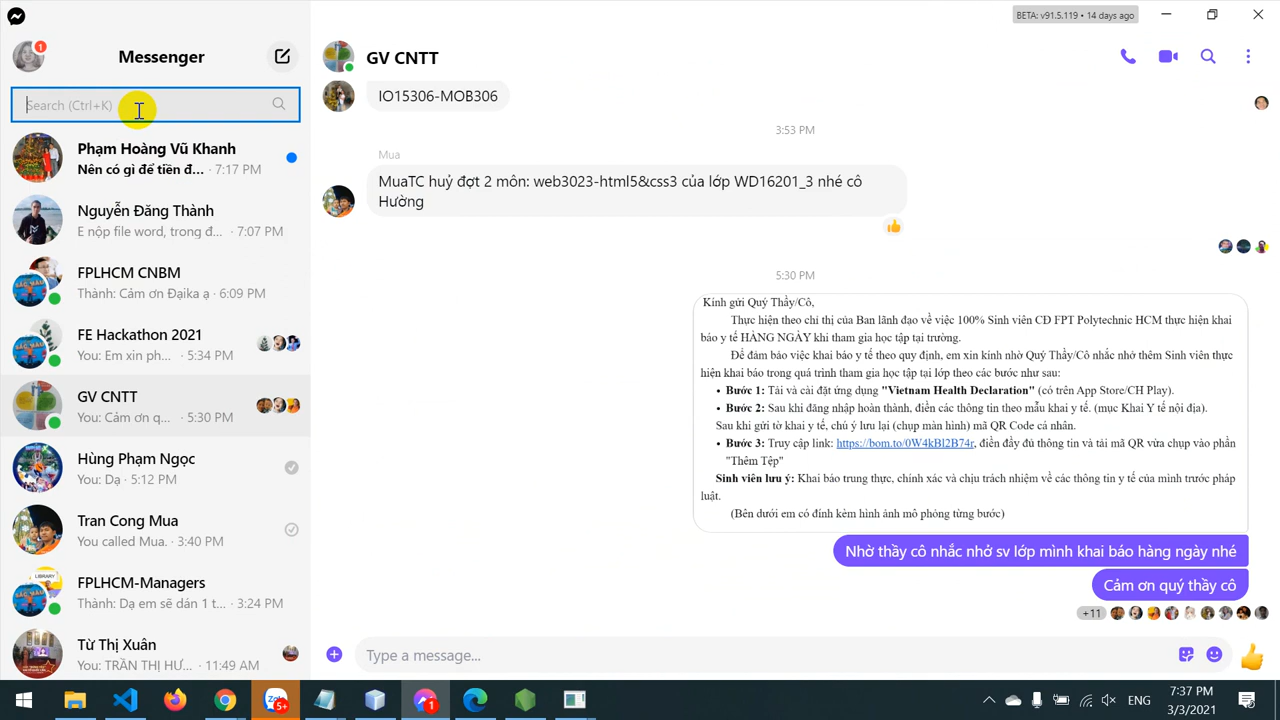 BETA: v91.5.119 • 14 days ago
1
Messenger
Search (Ctrl+K)
Phạm Hoàng Vũ Khanh
Nên có gì để tiền đ... · 7:17 PM
Nguyễn Đăng Thành
E nộp file word, trong đ... · 7:07 PM
FPLHCM CNBM
Thành: Cảm ơn Đaika ạ · 6:09 PM
FE Hackathon 2021
You: Em xin ph... · 5:34 PM
GV CNTT
You: Cảm ơn q... · 5:30 PM
Hùng Phạm Ngọc
You: Dạ · 5:12 PM
Tran Cong Mua
You called Mua. · 3:40 PM
LIBRARY
FPLHCM-Managers
Thành: Dạ em sẽ dán 1 t... · 3:24 PM
Từ Thị Xuân
You: TRẦN THỊ HƯ... · 11:49 AM
GV CNTT
IO15306-MOB306
3:53 PM
Mua
MuaTC huỷ đợt 2 môn: web3023-html5&css3 của lớp WD16201_3 nhé cô
Hường
5:30 PM
Kính gửi Quý Thầy/Cô,
Thực hiện theo chỉ thị của Ban lãnh đạo về việc 100% Sinh viên CĐ FPT Polytechnic HCM thực hiện khai
báo y tế HÀNG NGÀY khi tham gia học tập tại trường.
Để đảm bảo việc khai báo y tế theo quy định, em xin kính nhờ Quý Thầy/Cô nhắc nhở thêm Sinh viên thực
hiện khai báo trong quá trình tham gia học tập tại lớp theo các bước như sau:
• Bước 1: Tải và cài đặt ứng dụng "Vietnam Health Declaration" (có trên App Store/CH Play).
• Bước 2: Sau khi đăng nhập hoàn thành, điền các thông tin theo mẫu khai y tế. (mục Khai Y tế nội địa).
Sau khi gửi tờ khai y tế, chú ý lưu lại (chụp màn hình) mã QR Code cá nhân.
• Bước 3: Truy cập link: https://bom.to/0W4kBl2B74r, điền đầy đủ thông tin và tải mã QR vừa chụp vào phần
"Thêm Tệp"
Sinh viên lưu ý: Khai báo trung thực, chính xác và chịu trách nhiệm về các thông tin y tế của mình trước pháp
luật.
(Bên dưới em có đính kèm hình ảnh mô phỏng từng bước)
Nhờ thầy cô nhắc nhở sv lớp mình khai báo hàng ngày nhé
Cảm ơn quý thầy cô
+11
Type a message...
Zalo
5+
1
ENG
7:37 PM
3/3/2021